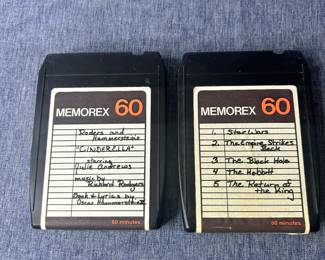 MEMOREX 60
Roders and
Hammerstein's
"CINDERELLA"
starring
Julie Andrews
music by
Richard Rodgers
Book & Lyrics by
Oscar Hammerstein II
60 minutes
MEMOREX 60
1. Star Wars
2. The Empire Strikes
Back
3 The Black Hole
4 The Hobbit
5 The Return of the
King
60 minutes